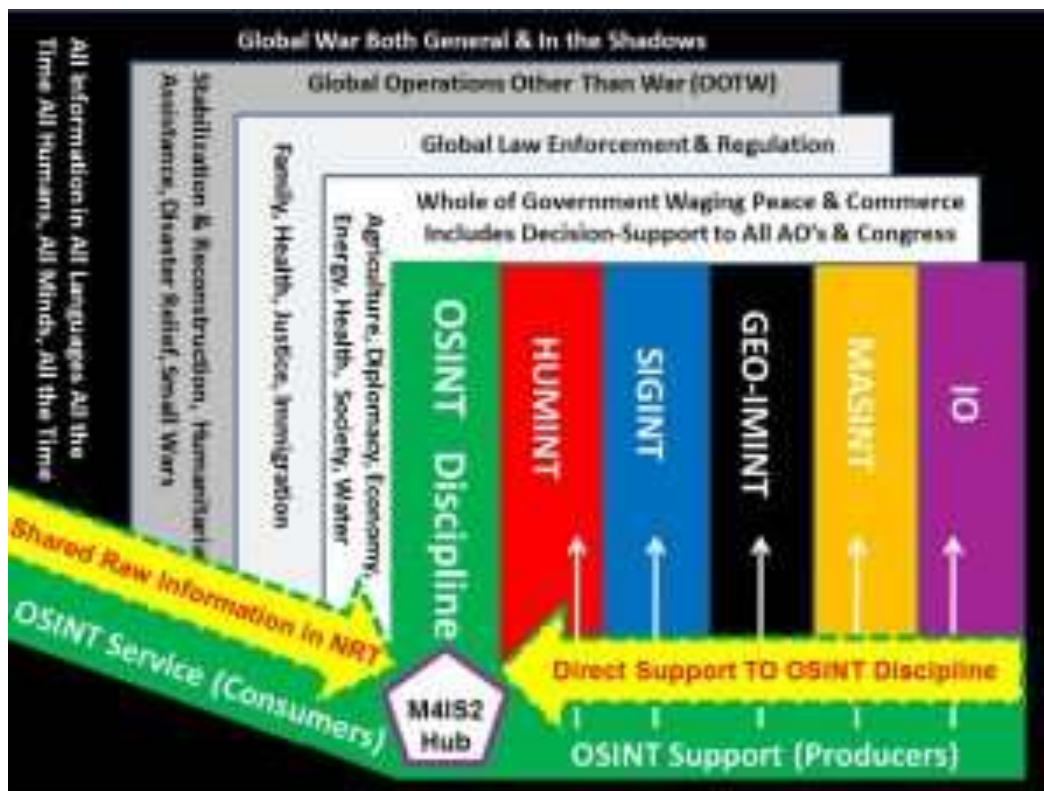 Global War Both General & In the Shadows
All Information in All Languages All the
Time All Humans, All Minds, All the Time
Global Operations Other Than War (OOTW)
Stabilization & Reconstruction, Humanitaria
Assistance, Disaster Relief, Small Wars
Global Law Enforcement & Regulation
Family, Health, Justice, Immigration
Whole of Government Waging Peace & Commerce
Includes Decision-Support to All AO's & Congress
Agriculture, Diplomacy, Economy,
Energy, Health, Society, Water
OSINT Discipline
HUMINT
SIGINT
GEO-IMINT
MASINT
IO
Shared Raw Information in NRT
Direct Support TO OSINT Discipline
OSINT Service (Consumers)
M4IS2
Hub
OSINT Support (Producers)